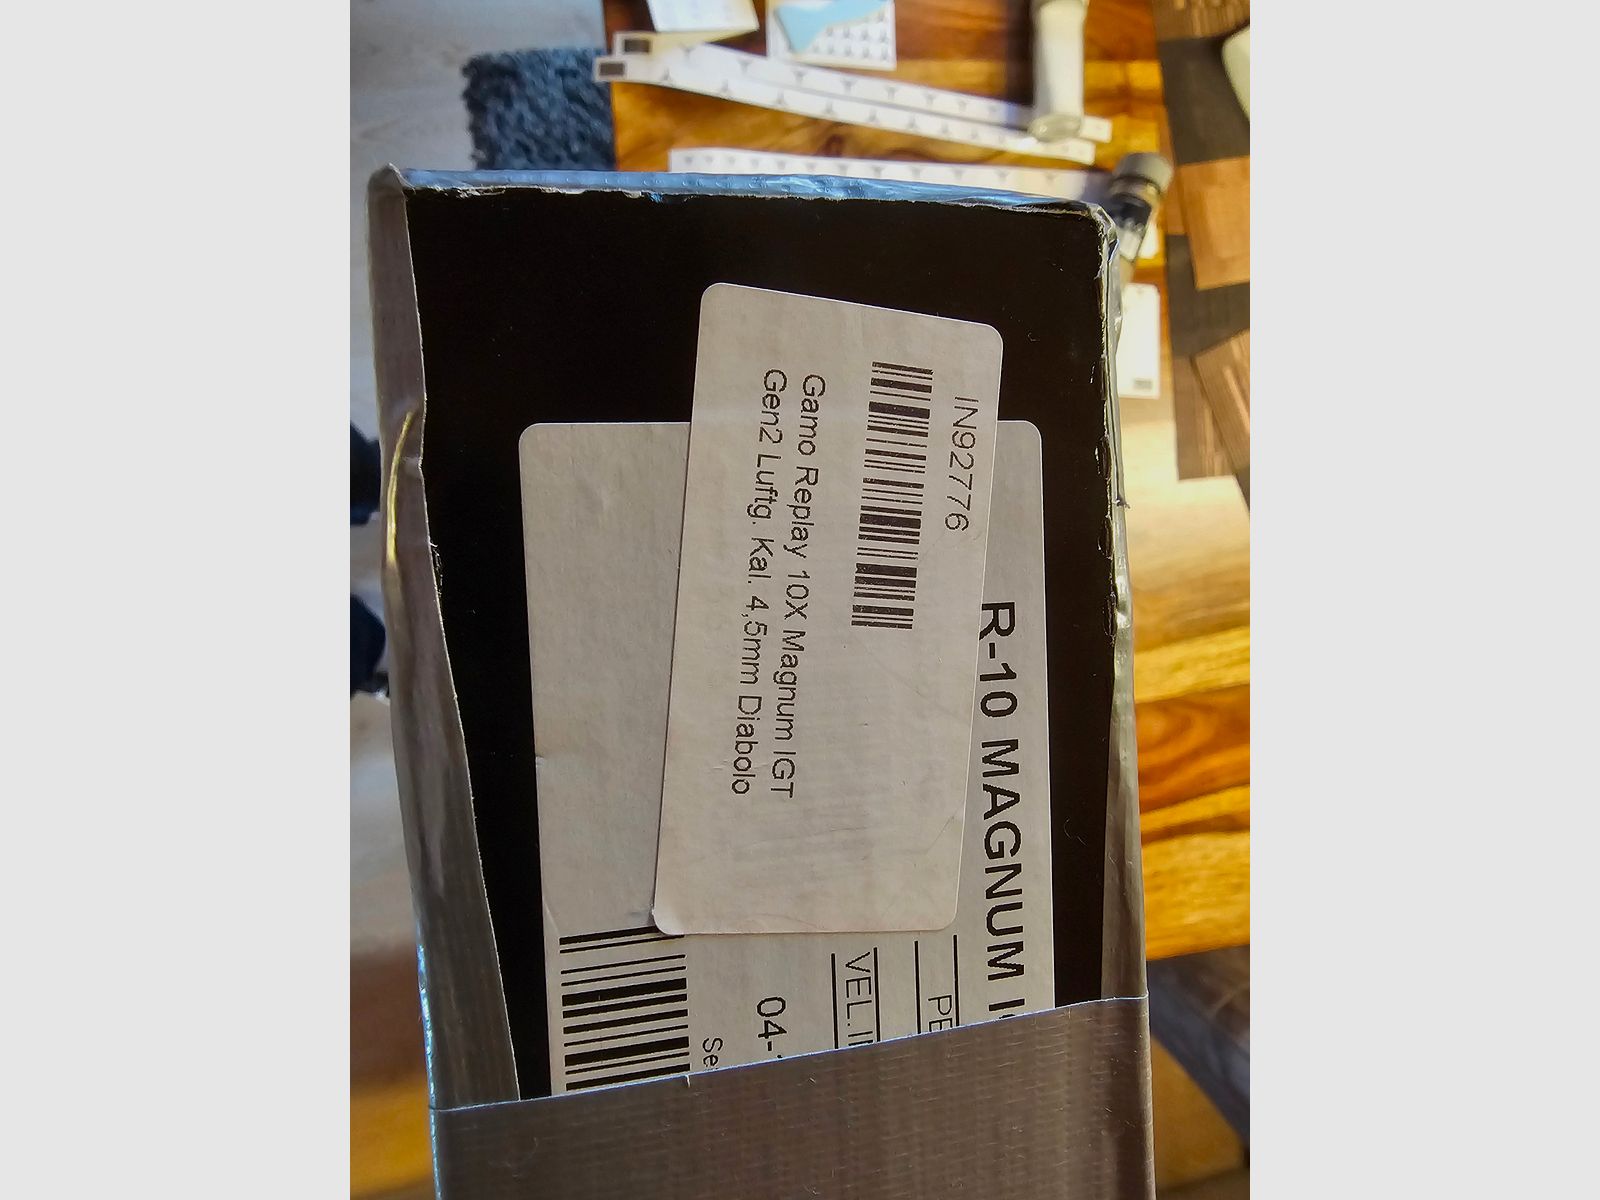 IN92776
Gamo Replay 10X Magnum IGT
Gen2 Luftg. Kal. 4,5mm Diabolo
R-10 MAGNUM